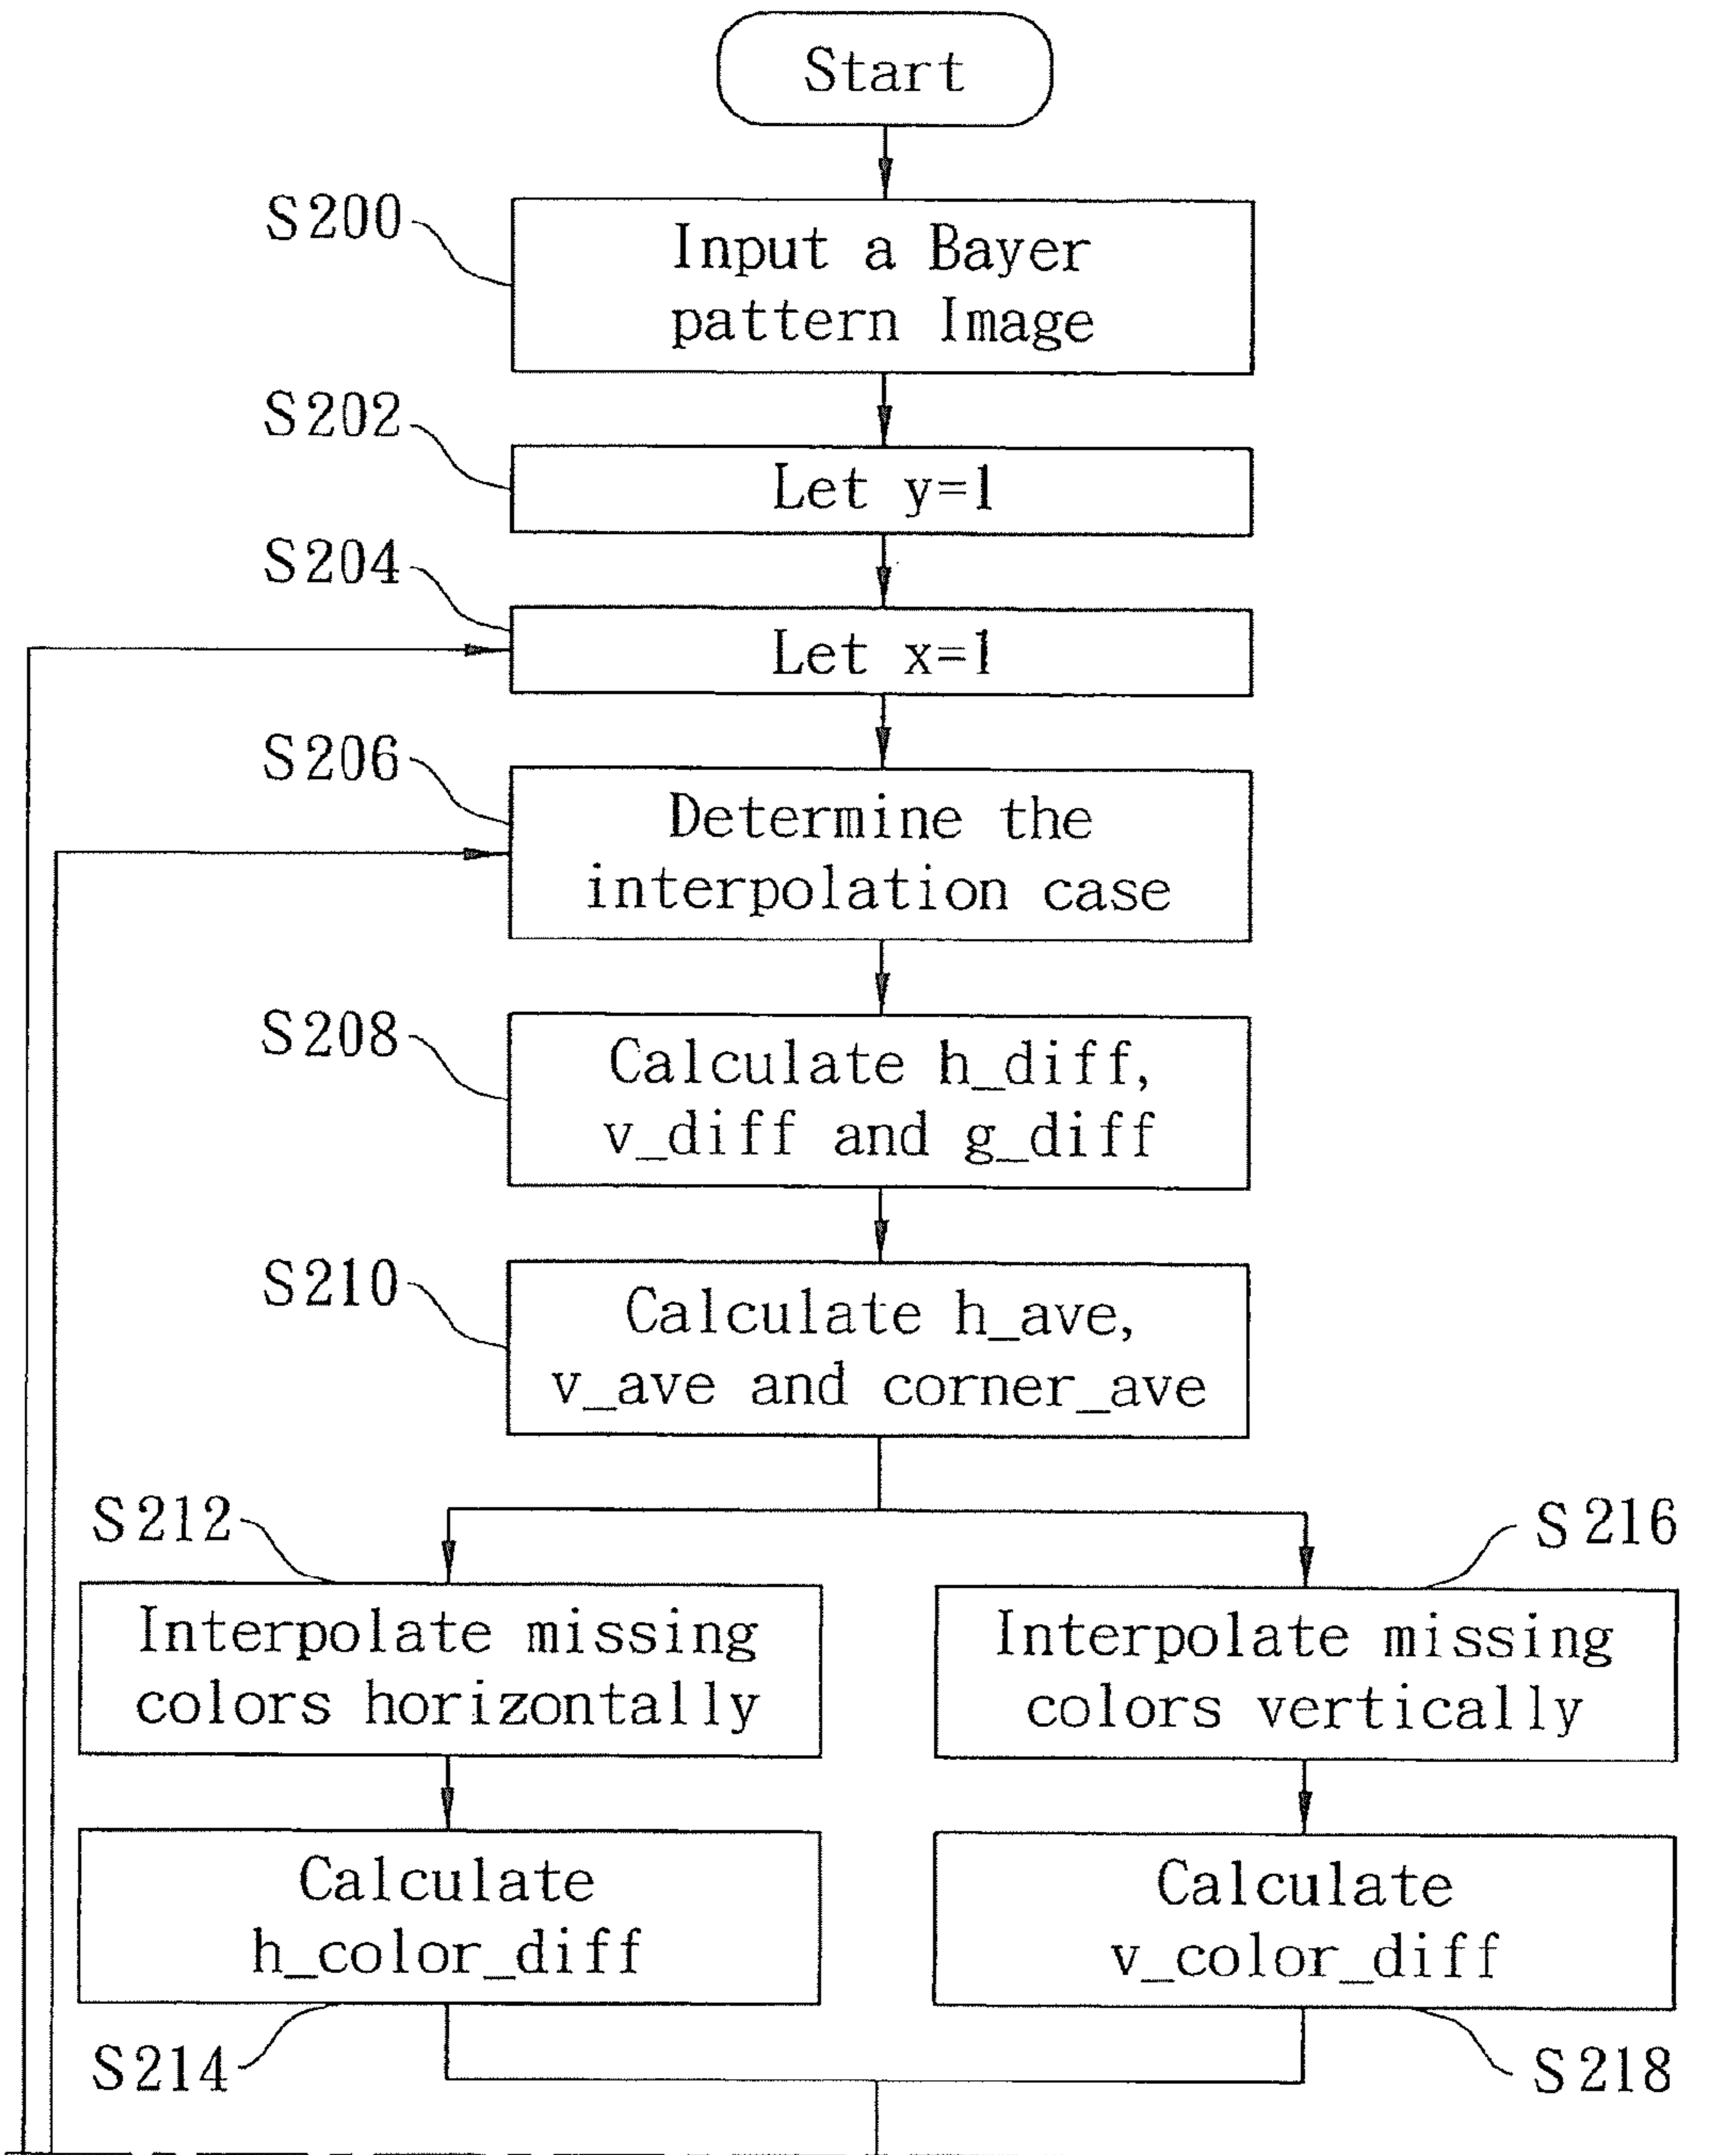 Start
S200
Input a Bayer
pattern Image
S202
Let y=1
S204
Let x=1
S206
Determine the
interpolation case
S208
Calculate h_diff,
v_diff and g_diff
S210
Calculate h_ave,
v_ave and corner_ave
S212
S216
Interpolate missing
colors horizontally
Interpolate missing
colors vertically
Calculate
h_color_diff
Calculate
v_color_diff
S214
S218